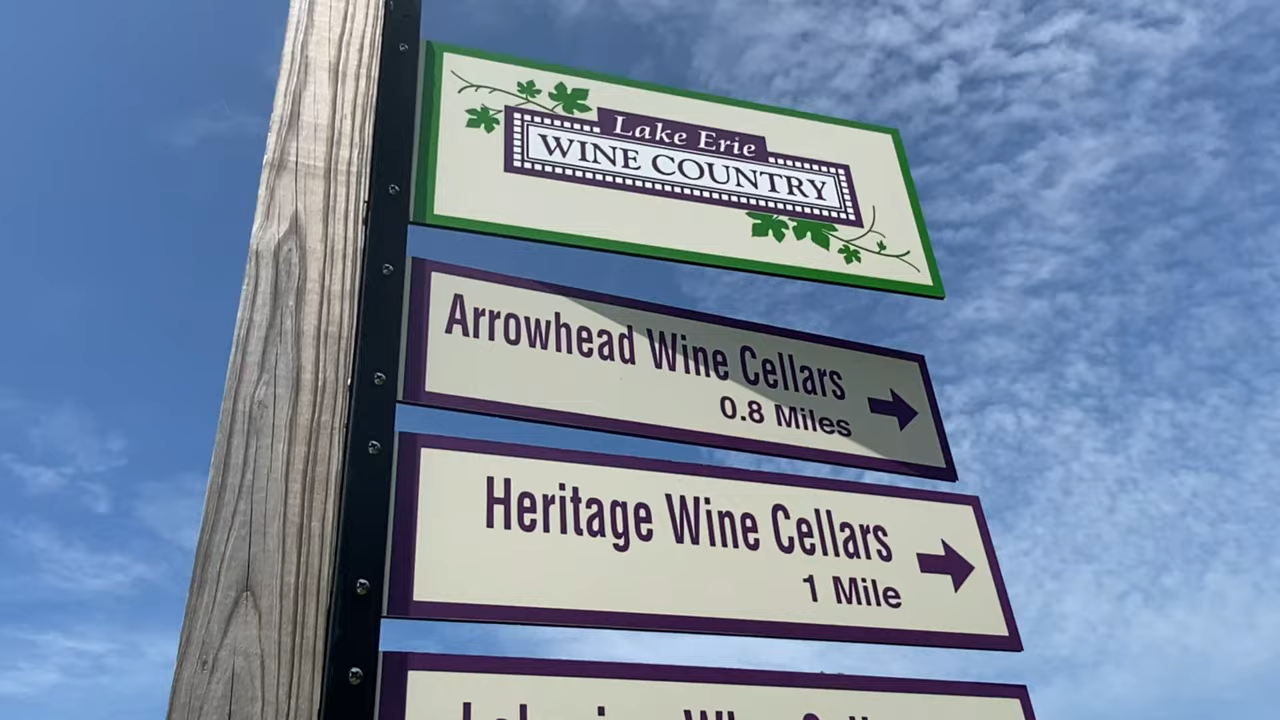 Lake Erie
WINE COUNTRY
Arrowhead Wine Cellars
0.8 Miles
Heritage Wine Cellars
1 Mile